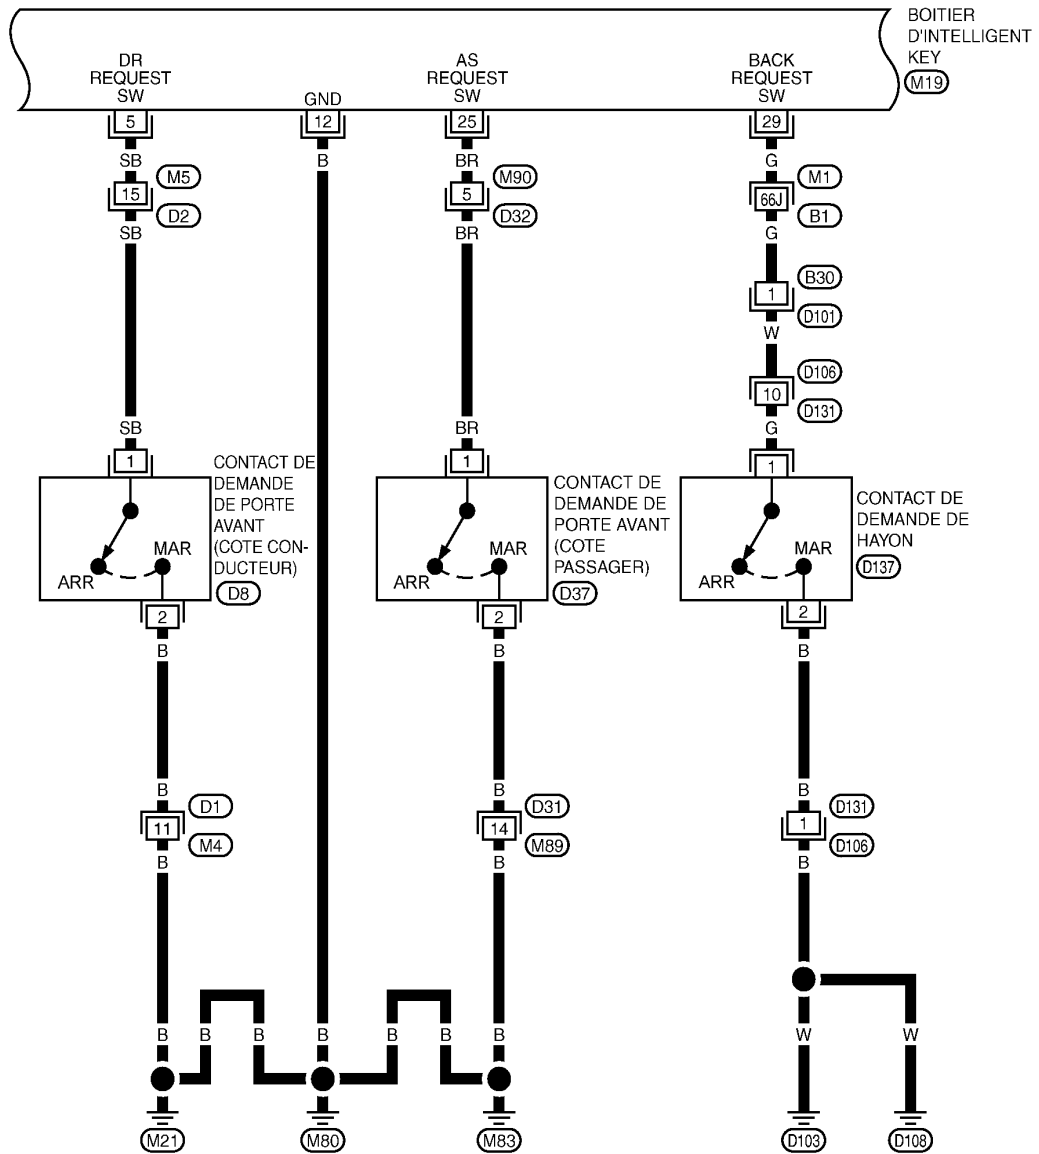 BOITIER
D'INTELLIGENT
KEY
M19
DR
REQUEST
SW
GND
AS
REQUEST
SW
BACK
REQUEST
SW
5
12
25
29
SB
B
BR
G
15
M5
D2
5
M90
D32
66J
M1
B1
SB
BR
G
1
B30
D101
W
10
D106
D131
SB
BR
G
1
1
1
CONTACT DE
DEMANDE
DE PORTE
AVANT
(COTE CON-
DUCTEUR)
D8
CONTACT DE
DEMANDE DE
PORTE AVANT
(COTE
PASSAGER)
D37
CONTACT DE
DEMANDE DE
HAYON
D137
MAR
ARR
MAR
ARR
MAR
ARR
2
2
2
B
B
B
B
B
B
11
D1
M4
14
D31
M89
1
D131
D106
B
B
B
B
B
B
B
B
B
B
W
W
M21
M80
M83
D103
D108